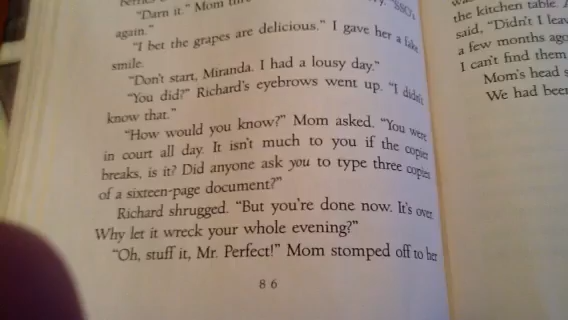 "Darn it." Mom
again."
"I bet the grapes are delicious." I gave her a fake
smile.
"Don't start, Miranda. I had a lousy day."
"You did?" Richard's eyebrows went up. "I didn't
know that."
"How would you know?" Mom asked. "You were
in court all day. It isn't much to you if the copier
breaks, is it? Did anyone ask you to type three copies
of a sixteen-page document?"
Richard shrugged. "But you're done now. It's over.
Why let it wreck your whole evening?"
"Oh, stuff it, Mr. Perfect!" Mom stomped off to her
86
the kitchen table.
said, "Didn't I
a few months ago
I can't find them
Mom's head
We had been